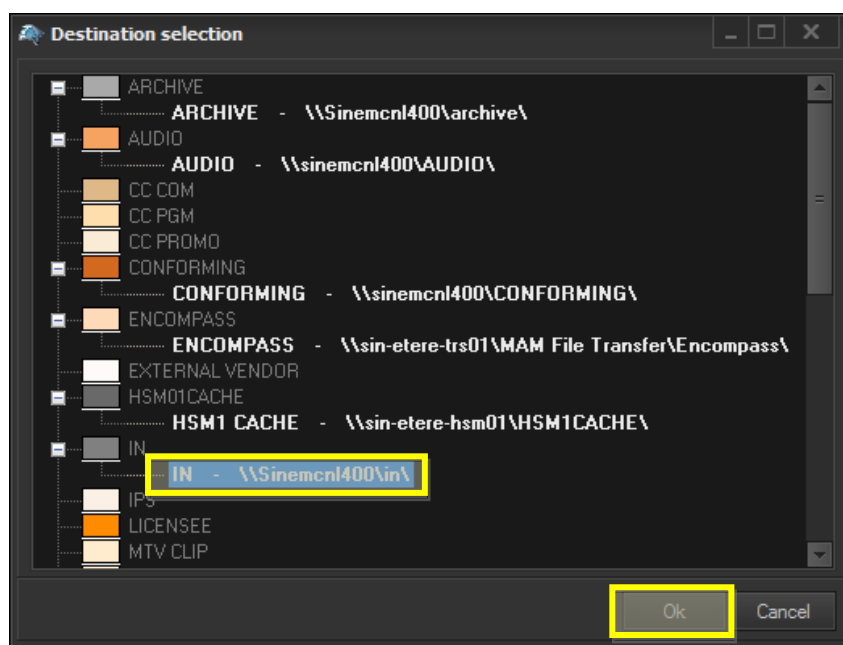 Destination selection
ARCHIVE
ARCHIVE - \\Sinemcnl400\archive\
AUDIO
AUDIO - \\sinemcnl400\AUDIO\
CC COM
CC PGM
CC PROMO
CONFORMING
CONFORMING - \\sinemcnl400\CONFORMING\
ENCOMPASS
ENCOMPASS - \\sin-etere-trs01\MAM File Transfer\Encompass\
EXTERNAL VENDOR
HSM01CACHE
HSM1 CACHE - \\sin-etere-hsm01\HSM1CACHE\
IN
IN - \\Sinemcnl400\in\
IPS
LICENSEE
MTV CLIP
Ok Cancel